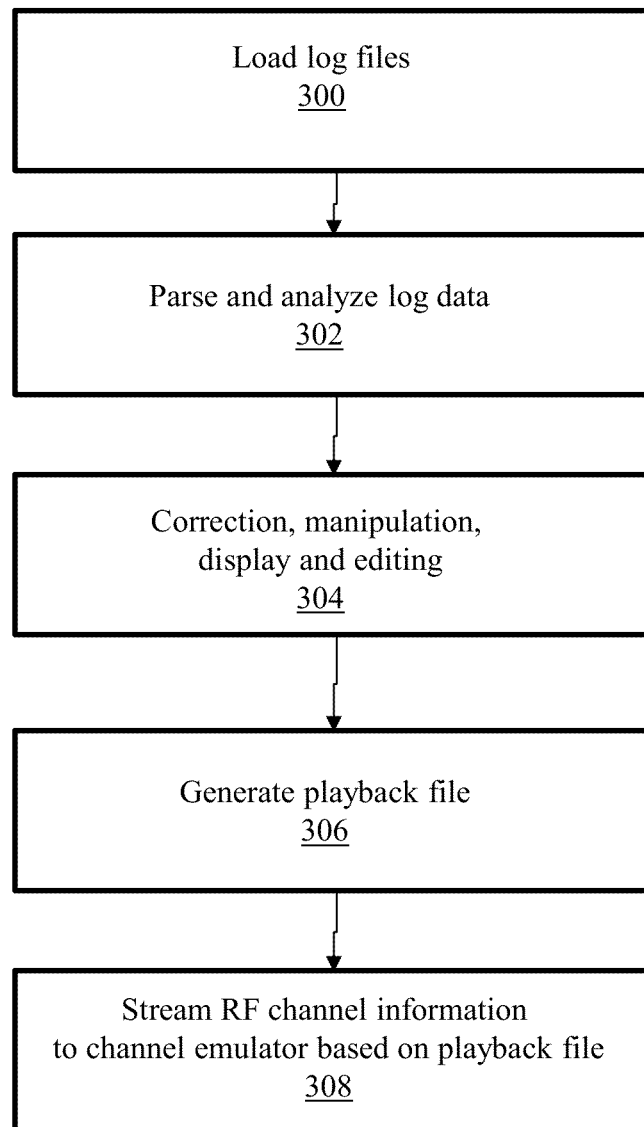 Load log files
300
Parse and analyze log data
302
Correction, manipulation,
display and editing
304
Generate playback file
306
Stream RF channel information
to channel emulator based on playback file
308